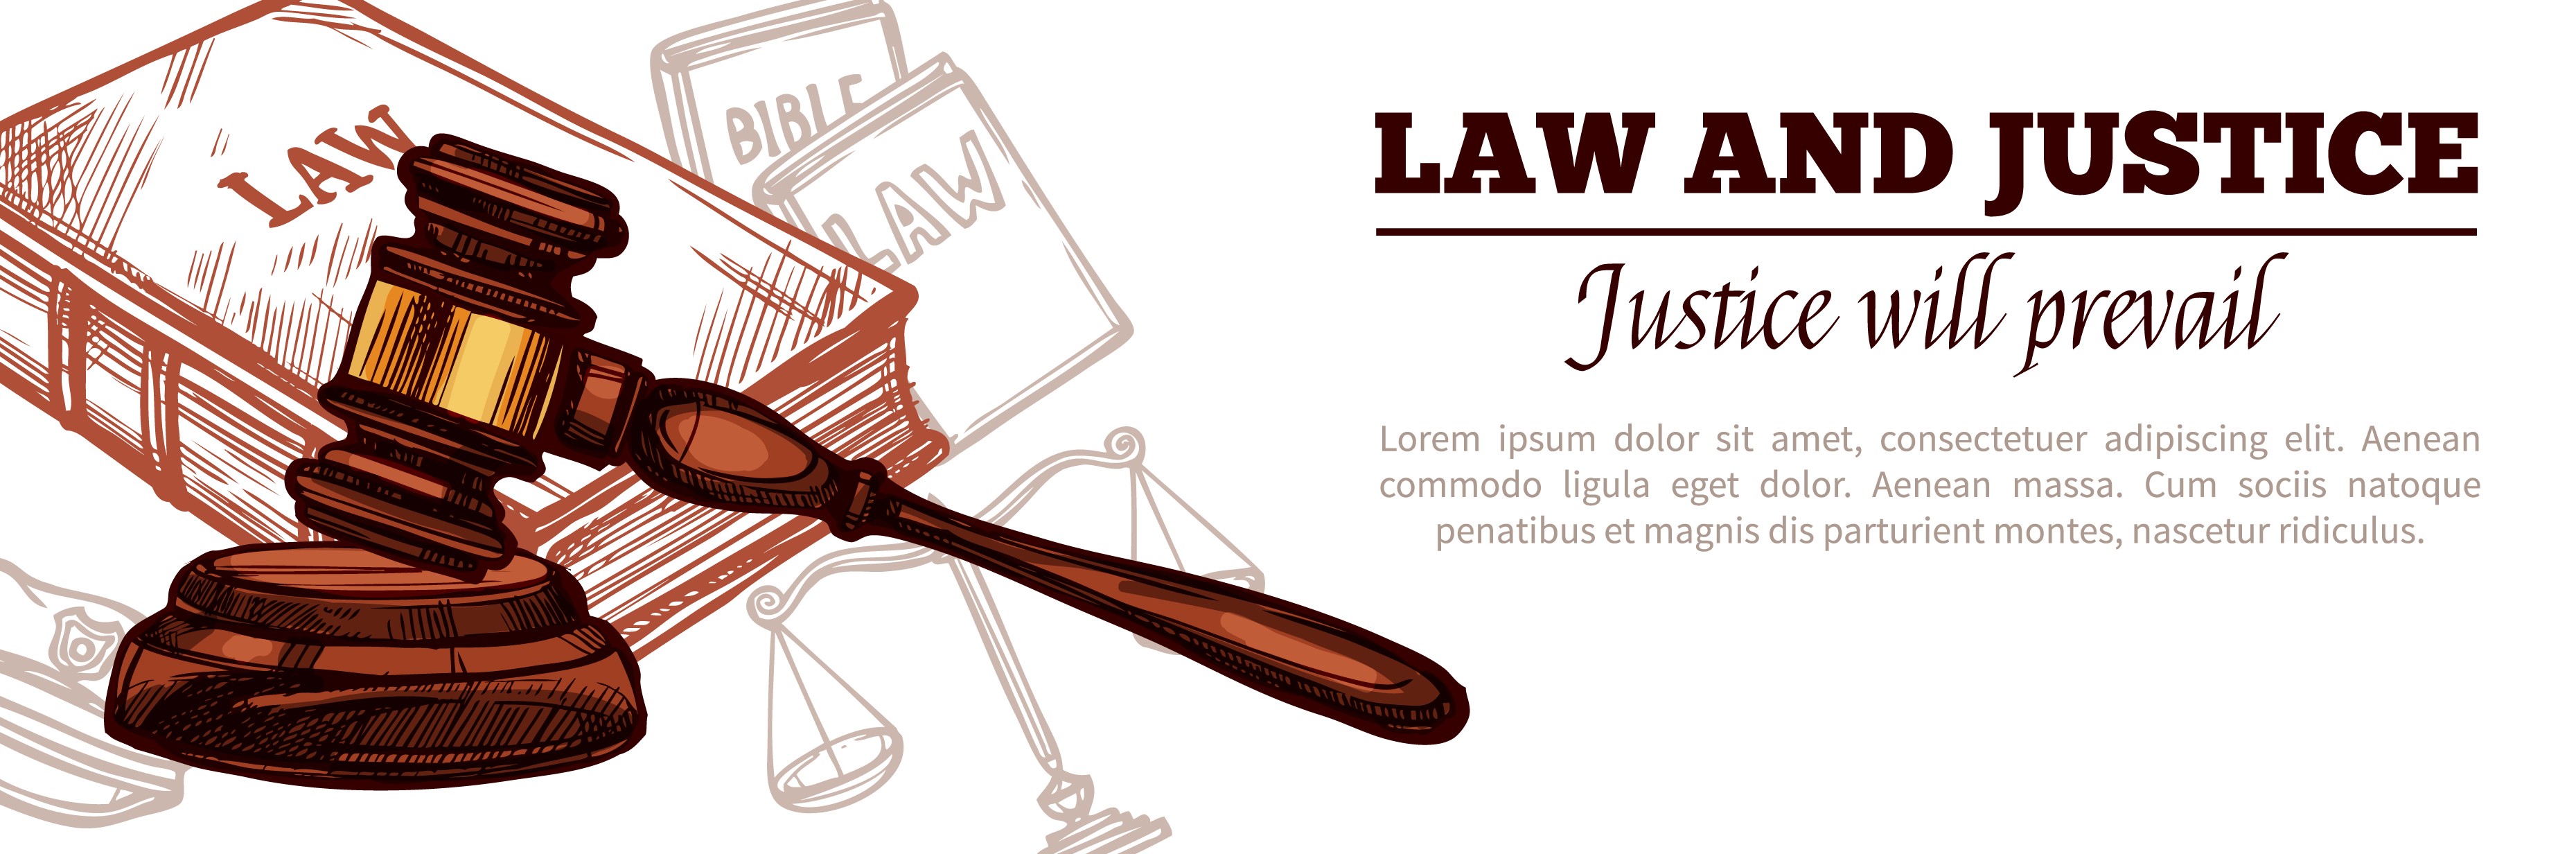 LAW
BIBLE
LAW
LAW AND JUSTICE
Justice will prevail
Lorem ipsum dolor sit amet, consectetuer adipiscing elit. Aenean
commodo ligula eget dolor. Aenean massa. Cum sociis natoque
penatibus et magnis dis parturient montes, nascetur ridiculus.